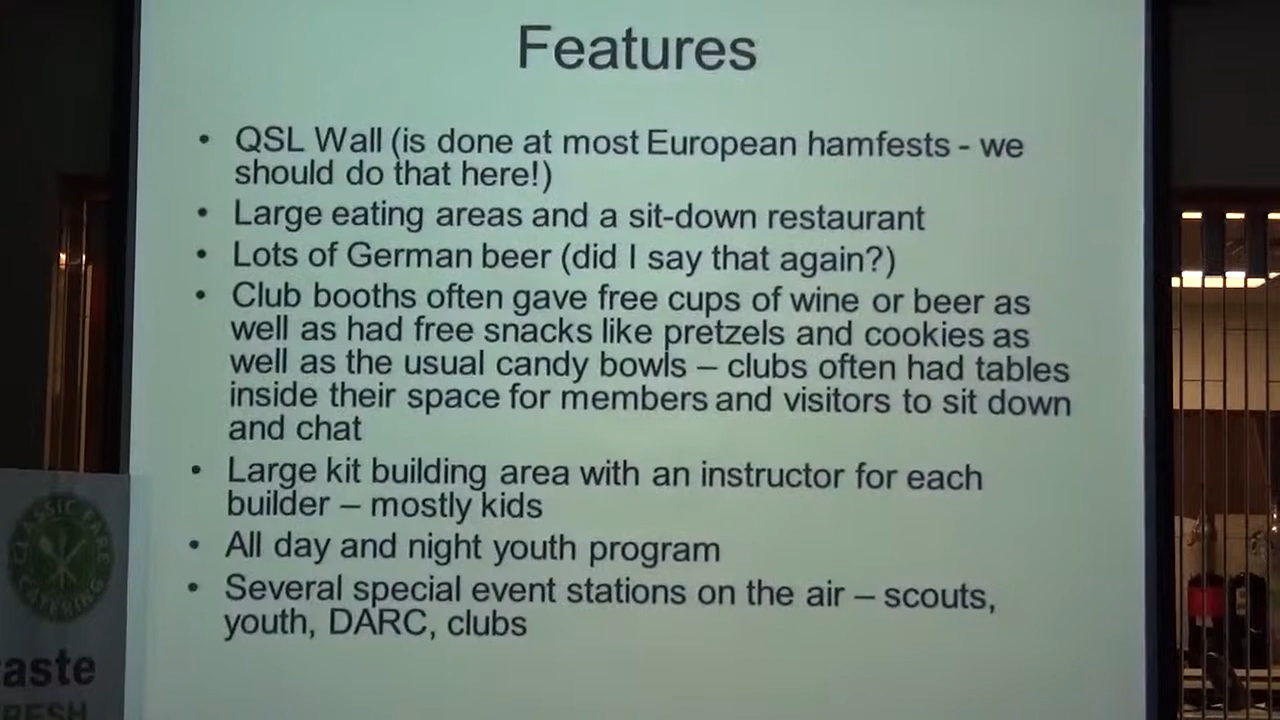 Features
• QSL Wall (is done at most European hamfests - we
should do that here!)
• Large eating areas and a sit-down restaurant
• Lots of German beer (did I say that again?)
• Club booths often gave free cups of wine or beer as
well as had free snacks like pretzels and cookies as
well as the usual candy bowls – clubs often had tables
inside their space for members and visitors to sit down
and chat
• Large kit building area with an instructor for each
builder – mostly kids
• All day and night youth program
• Several special event stations on the air – scouts,
youth, DARC, clubs
CLASSIC FARE
CATERING
aste
RESH